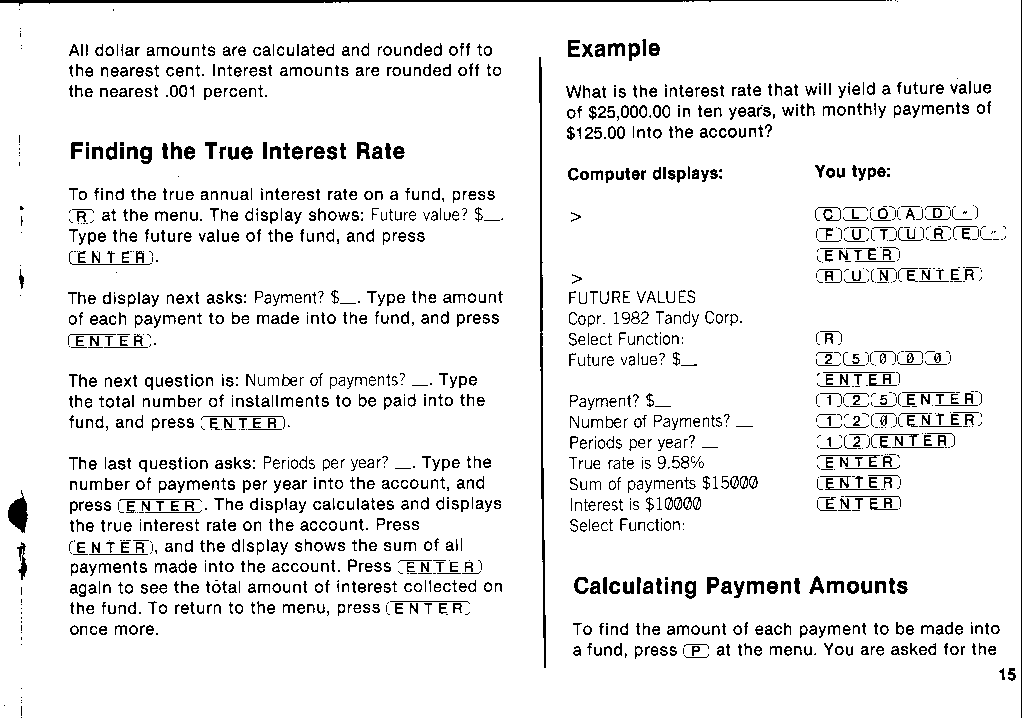 All dollar amounts are calculated and rounded off to
the nearest cent. Interest amounts are rounded off to
the nearest .001 percent.
Finding the True Interest Rate
To find the true annual interest rate on a fund, press
(R) at the menu. The display shows: Future value? $_.
Type the future value of the fund, and press
(ENTER).
The display next asks: Payment? $_. Type the amount
of each payment to be made into the fund, and press
(ENTER).
The next question is: Number of payments? _. Type
the total number of installments to be paid into the
fund, and press (ENTER).
The last question asks: Periods per year? _. Type the
number of payments per year into the account, and
press (ENTER). The display calculates and displays
the true interest rate on the account. Press
(ENTER), and the display shows the sum of all
payments made into the account. Press (ENTER)
again to see the total amount of interest collected on
the fund. To return to the menu, press (ENTER)
once more.
Example
What is the interest rate that will yield a future value
of $25,000.00 in ten years, with monthly payments of
$125.00 into the account?
Computer displays: You type:
> (C)(L)(O)(A)(D)(")
(F)(U)(T)(U)(R)(E)(")
(ENTER)
> (R)(U)(N)(ENTER)
FUTURE VALUES
Copr. 1982 Tandy Corp.
Select Function: (R)
Future value? $_ (2)(5)(0)(0)(0)
(ENTER)
Payment? $_ (1)(2)(5)(ENTER)
Number of Payments? _ (1)(2)(0)(ENTER)
Periods per year? _ (1)(2)(ENTER)
True rate is 9.58% (ENTER)
Sum of payments $15000 (ENTER)
Interest is $10000 (ENTER)
Select Function:
Calculating Payment Amounts
To find the amount of each payment to be made into
a fund, press (P) at the menu. You are asked for the
15